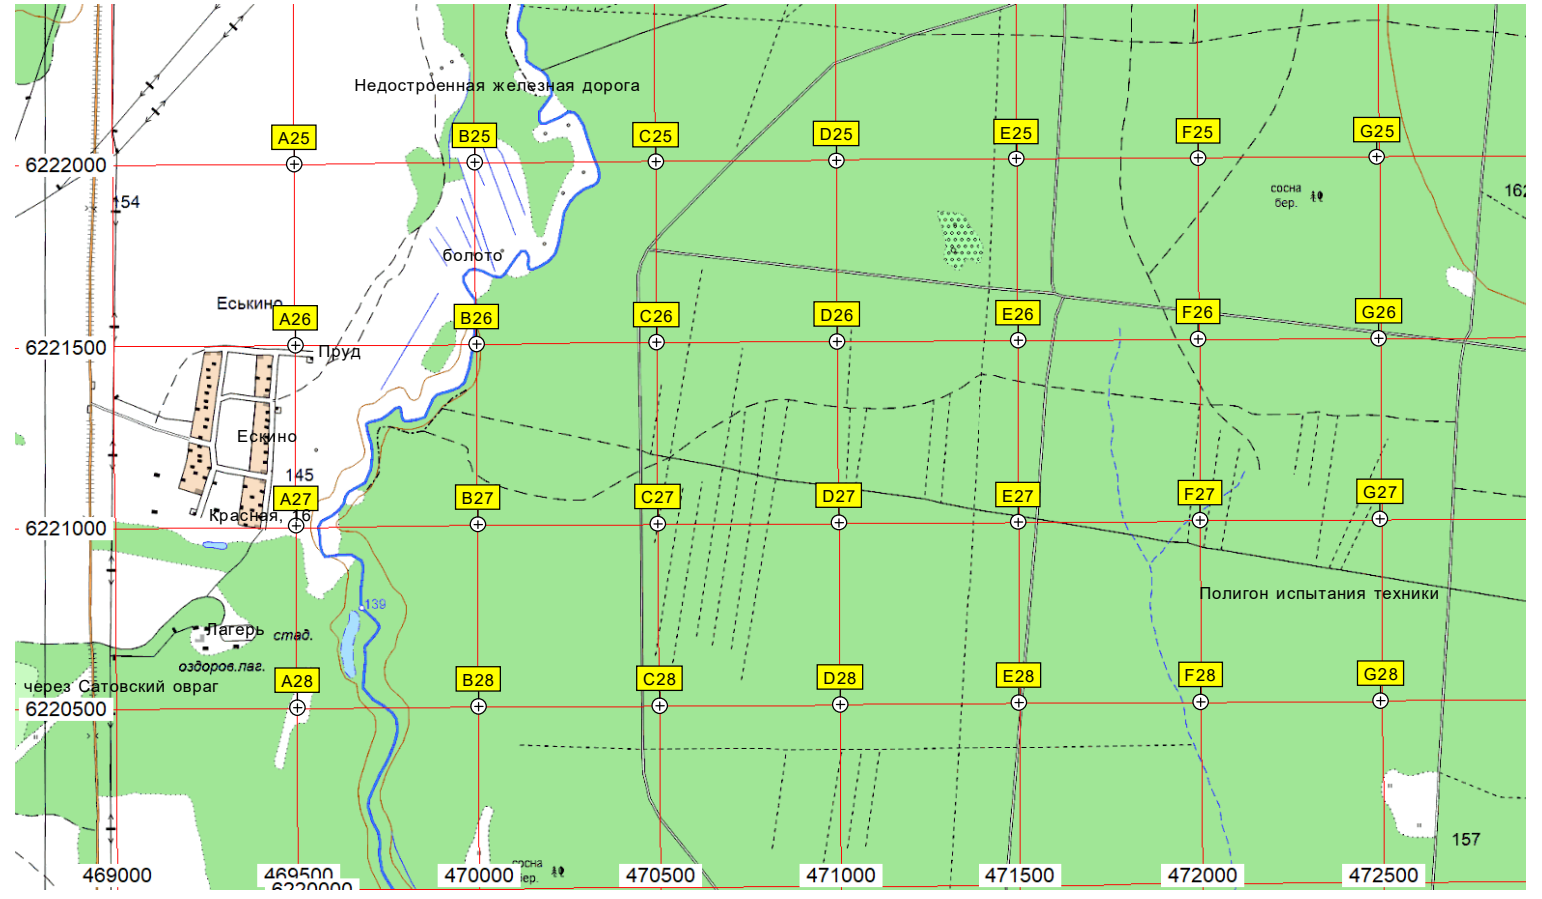 Недостроенная железная дорога
A25
B25
C25
D25
E25
F25
G25
6222000
154
сосна
бер.
162
болото
Еськино
A26
B26
C26
D26
E26
F26
G26
6221500
Пруд
Ескино
145
A27
B27
C27
D27
E27
F27
G27
Красная, 16
6221000
Полигон испытания техники
139
Лагерь
стад.
оздоров.лаг.
через Сатовский овраг
A28
B28
C28
D28
E28
F28
G28
6220500
157
сосна
бер.
469000
469500
470000
470500
471000
471500
472000
472500
6220000